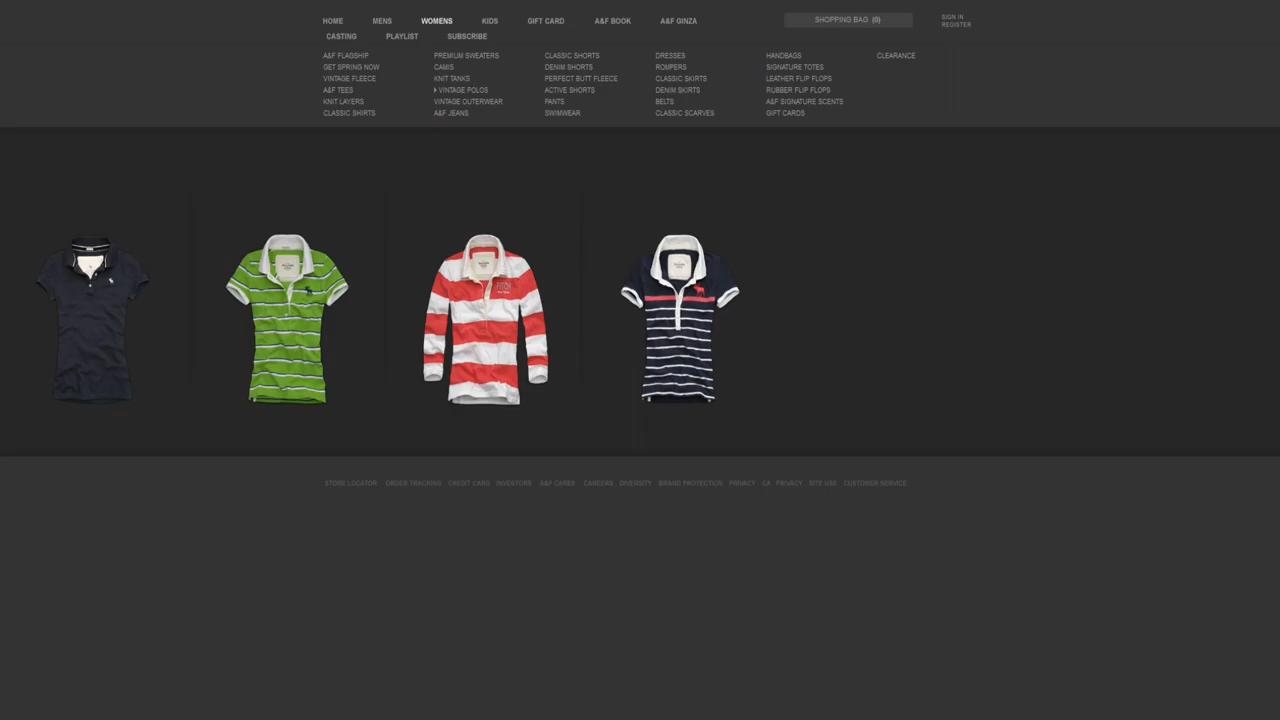 HOME MENS WOMENS KIDS GIFT CARD A&F BOOK A&F GINZA
CASTING PLAYLIST SUBSCRIBE
SHOPPING BAG (0)
SIGN IN
REGISTER
A&F FLAGSHIP PREMIUM SWEATERS CLASSIC SHORTS DRESSES HANDBAGS CLEARANCE
GET SPRING NOW CAMIS DENIM SHORTS ROMPERS SIGNATURE TOTES
VINTAGE FLEECE KNIT TANKS PERFECT BUTT FLEECE CLASSIC SKIRTS LEATHER FLIP FLOPS
A&F TEES VINTAGE POLOS ACTIVE SHORTS DENIM SKIRTS RUBBER FLIP FLOPS
KNIT LAYERS VINTAGE OUTERWEAR PANTS BELTS A&F SIGNATURE SCENTS
CLASSIC SHIRTS A&F JEANS SWIMWEAR CLASSIC SCARVES GIFT CARDS
FITCH
STORE LOCATOR ORDER TRACKING CREDIT CARD INVESTORS A&F CARES CAREERS DIVERSITY BRAND PROTECTION PRIVACY CA PRIVACY SITE USE CUSTOMER SERVICE